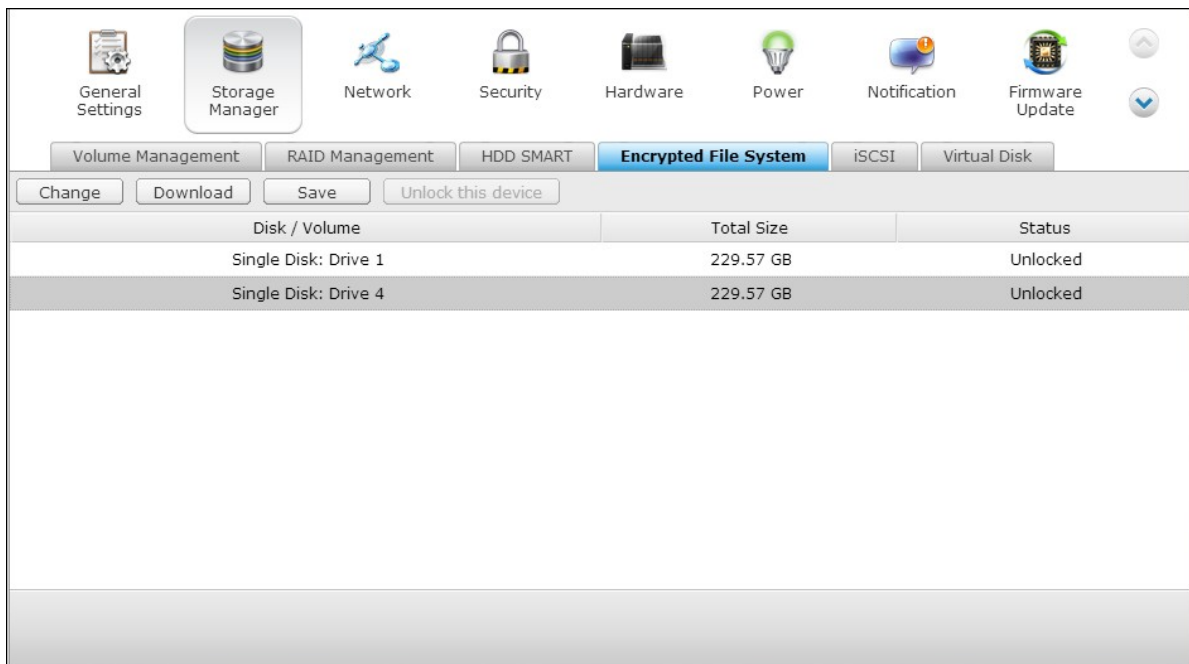 General Settings
Storage Manager
Network
Security
Hardware
Power
Notification
Firmware Update
Volume Management
RAID Management
HDD SMART
Encrypted File System
iSCSI
Virtual Disk
Change
Download
Save
Unlock this device
Disk / Volume
Total Size
Status
Single Disk: Drive 1
229.57 GB
Unlocked
Single Disk: Drive 4
229.57 GB
Unlocked